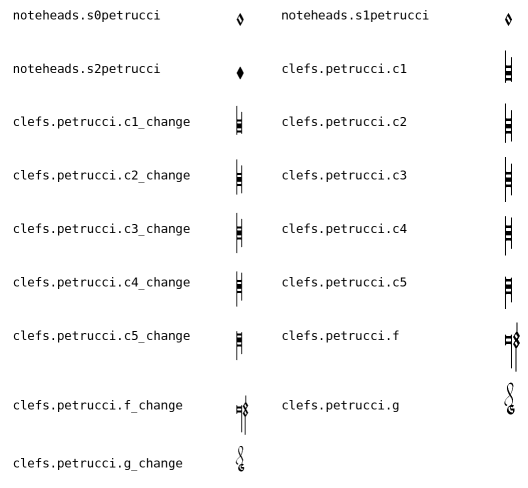 noteheads.s0petrucci noteheads.s1petrucci
noteheads.s2petrucci clefs.petrucci.c1
clefs.petrucci.c1_change clefs.petrucci.c2
clefs.petrucci.c2_change clefs.petrucci.c3
clefs.petrucci.c3_change clefs.petrucci.c4
clefs.petrucci.c4_change clefs.petrucci.c5
clefs.petrucci.c5_change clefs.petrucci.f
clefs.petrucci.f_change clefs.petrucci.g
clefs.petrucci.g_change